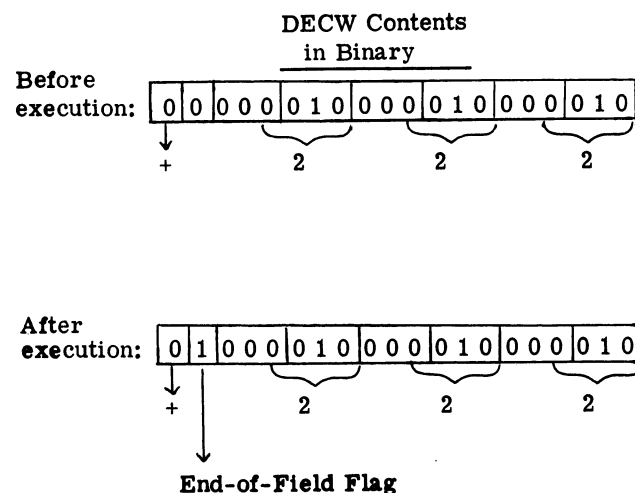 DECW Contents
in Binary
Before
execution: 0 0 0 0 0 0 1 0 0 0 0 0 1 0 0 0 0 0 1 0
+ 2 2 2
After
execution: 0 1 0 0 0 0 1 0 0 0 0 0 1 0 0 0 0 0 1 0
+ 2 2 2
End-of-Field Flag